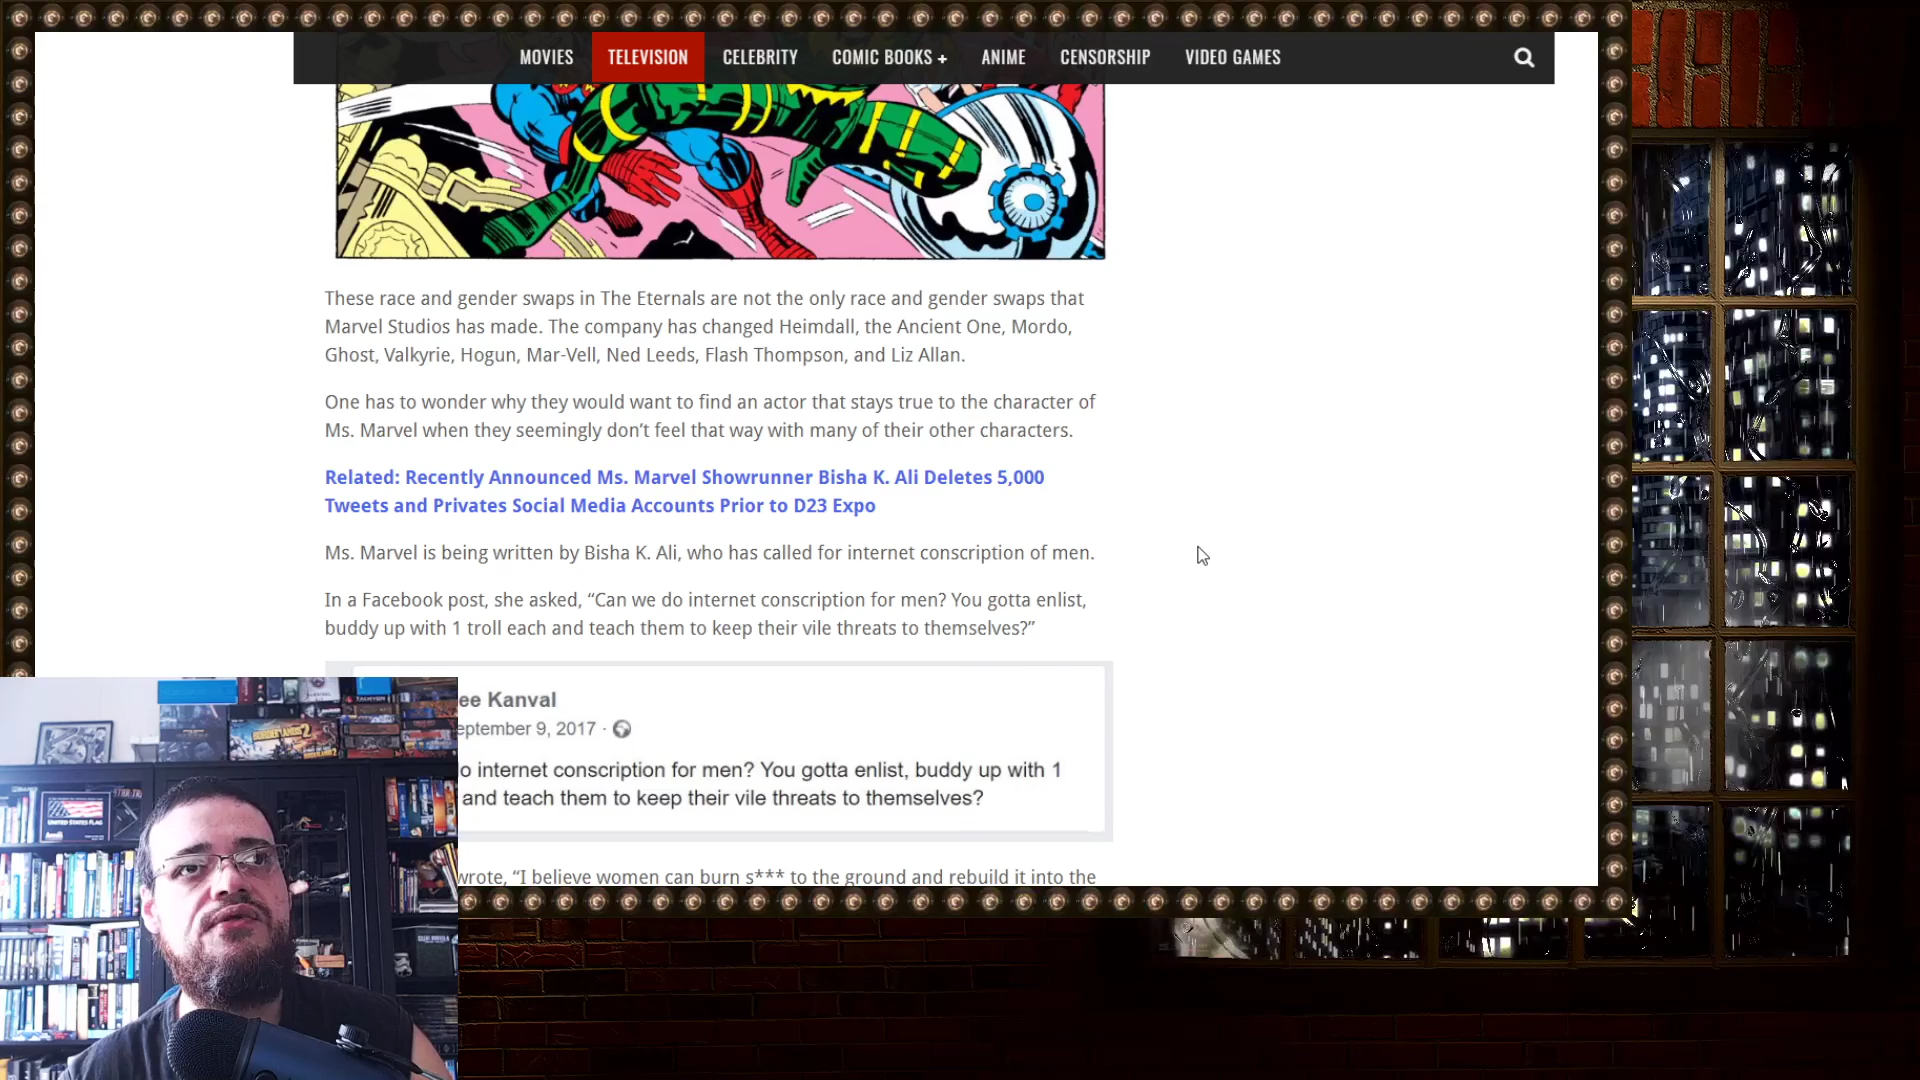 MOVIES TELEVISION CELEBRITY COMIC BOOKS + ANIME CENSORSHIP VIDEO GAMES
These race and gender swaps in The Eternals are not the only race and gender swaps that
Marvel Studios has made. The company has changed Heimdall, the Ancient One, Mordo,
Ghost, Valkyrie, Hogun, Mar-Vell, Ned Leeds, Flash Thompson, and Liz Allan.
One has to wonder why they would want to find an actor that stays true to the character of
Ms. Marvel when they seemingly don’t feel that way with many of their other characters.
Related: Recently Announced Ms. Marvel Showrunner Bisha K. Ali Deletes 5,000
Tweets and Privates Social Media Accounts Prior to D23 Expo
Ms. Marvel is being written by Bisha K. Ali, who has called for internet conscription of men.
In a Facebook post, she asked, “Can we do internet conscription for men? You gotta enlist,
buddy up with 1 troll each and teach them to keep their vile threats to themselves?”
ee Kanval
eptember 9, 2017 ·
o internet conscription for men? You gotta enlist, buddy up with 1
and teach them to keep their vile threats to themselves?
wrote, “I believe women can burn s*** to the ground and rebuild it into the
BORDERLANDS 2
UNITED STATES FLAG